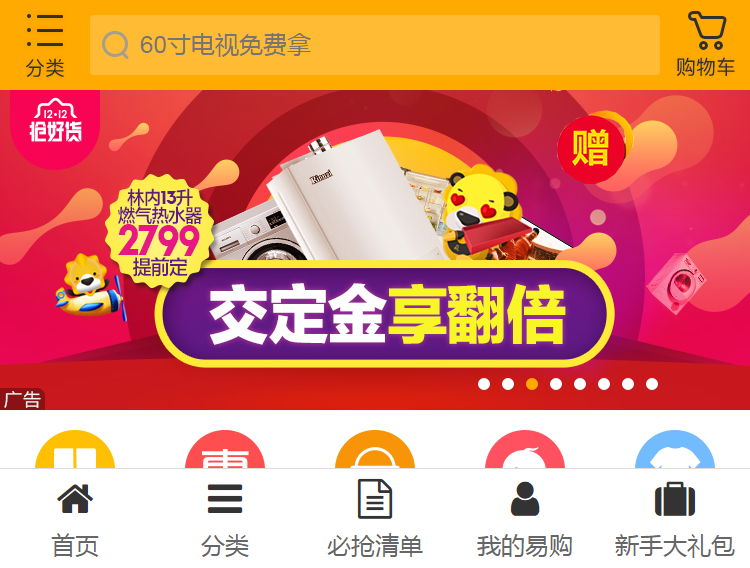 60寸电视免费拿
分类
购物车
12·12
抢好货
赠
林内13升
燃气热水器
2799
提前定
Rinnai
交定金享翻倍
广告
惠
首页
分类
必抢清单
我的易购
新手大礼包